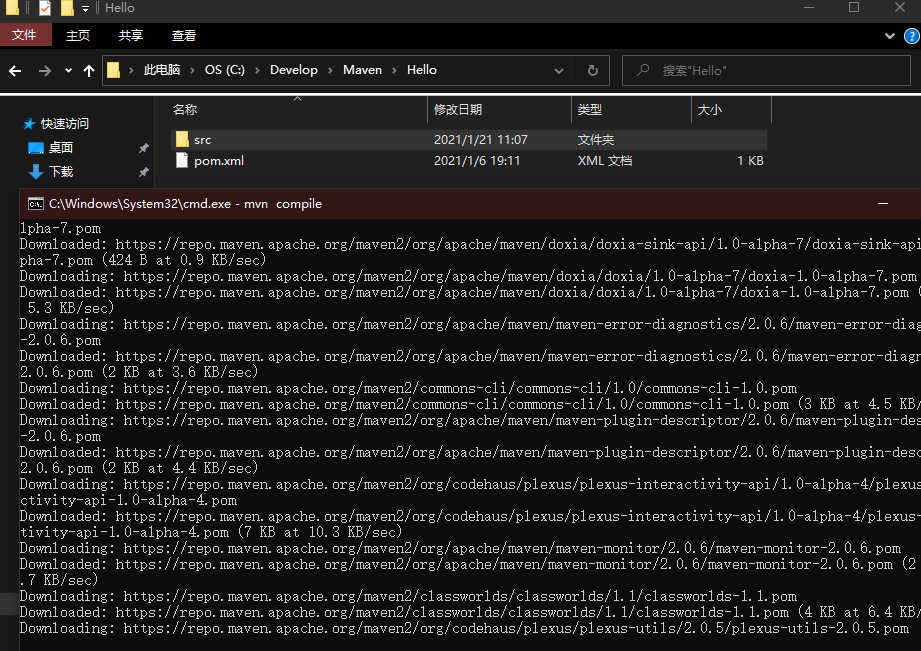 Hello
文件 主页 共享 查看
此电脑 OS (C:) Develop Maven Hello 搜索"Hello"
名称 修改日期 类型 大小
快速访问
src 2021/1/21 11:07 文件夹
桌面
pom.xml 2021/1/6 19:11 XML 文档 1 KB
下载
C:\Windows\System32\cmd.exe - mvn compile
lpha-7.pom
Downloaded: https://repo.maven.apache.org/maven2/org/apache/maven/doxia/doxia-sink-api/1.0-alpha-7/doxia-sink-api
pha-7.pom (424 B at 0.9 KB/sec)
Downloading: https://repo.maven.apache.org/maven2/org/apache/maven/doxia/doxia/1.0-alpha-7/doxia-1.0-alpha-7.pom
Downloaded: https://repo.maven.apache.org/maven2/org/apache/maven/doxia/doxia/1.0-alpha-7/doxia-1.0-alpha-7.pom (
5.3 KB/sec)
Downloading: https://repo.maven.apache.org/maven2/org/apache/maven/maven-error-diagnostics/2.0.6/maven-error-diag
-2.0.6.pom
Downloaded: https://repo.maven.apache.org/maven2/org/apache/maven/maven-error-diagnostics/2.0.6/maven-error-diagn
2.0.6.pom (2 KB at 3.6 KB/sec)
Downloading: https://repo.maven.apache.org/maven2/commons-cli/commons-cli/1.0/commons-cli-1.0.pom
Downloaded: https://repo.maven.apache.org/maven2/commons-cli/commons-cli/1.0/commons-cli-1.0.pom (3 KB at 4.5 KB/
Downloading: https://repo.maven.apache.org/maven2/org/apache/maven/maven-plugin-descriptor/2.0.6/maven-plugin-des
-2.0.6.pom
Downloaded: https://repo.maven.apache.org/maven2/org/apache/maven/maven-plugin-descriptor/2.0.6/maven-plugin-desc
2.0.6.pom (2 KB at 4.4 KB/sec)
Downloading: https://repo.maven.apache.org/maven2/org/codehaus/plexus/plexus-interactivity-api/1.0-alpha-4/plexus
ctivity-api-1.0-alpha-4.pom
Downloaded: https://repo.maven.apache.org/maven2/org/codehaus/plexus/plexus-interactivity-api/1.0-alpha-4/plexus-
tivity-api-1.0-alpha-4.pom (7 KB at 10.3 KB/sec)
Downloading: https://repo.maven.apache.org/maven2/org/apache/maven/maven-monitor/2.0.6/maven-monitor-2.0.6.pom
Downloaded: https://repo.maven.apache.org/maven2/org/apache/maven/maven-monitor/2.0.6/maven-monitor-2.0.6.pom (2
.7 KB/sec)
Downloading: https://repo.maven.apache.org/maven2/classworlds/classworlds/1.1/classworlds-1.1.pom
Downloaded: https://repo.maven.apache.org/maven2/classworlds/classworlds/1.1/classworlds-1.1.pom (4 KB at 6.4 KB/
Downloading: https://repo.maven.apache.org/maven2/org/codehaus/plexus/plexus-utils/2.0.5/plexus-utils-2.0.5.pom